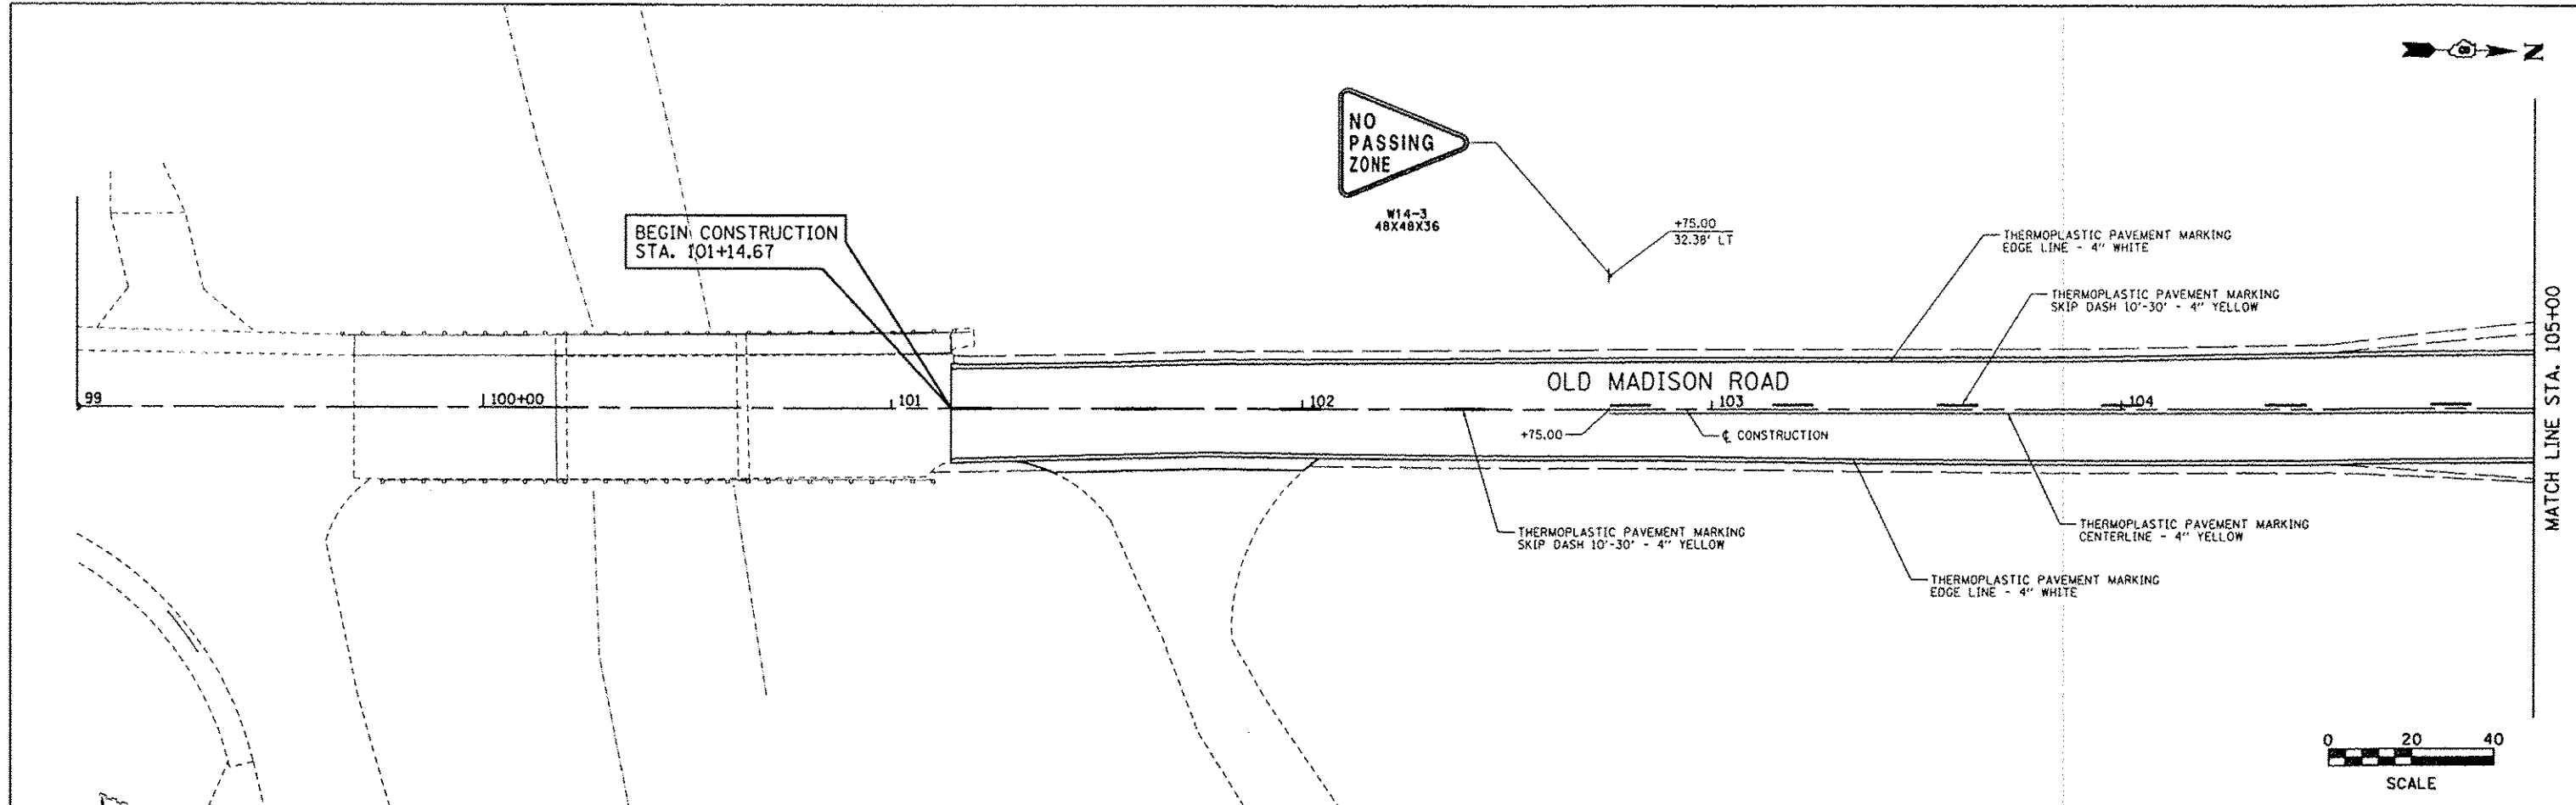 N
NO
PASSING
ZONE
W14-3
48X48X36
+75.00
32.38' LT
BEGIN CONSTRUCTION
STA. 101+14.67
THERMOPLASTIC PAVEMENT MARKING
EDGE LINE - 4" WHITE
THERMOPLASTIC PAVEMENT MARKING
SKIP DASH 10'-30' - 4" YELLOW
MATCH LINE STA. 105+00
OLD MADISON ROAD
99
100+00
101
102
103
104
+75.00
℄ CONSTRUCTION
THERMOPLASTIC PAVEMENT MARKING
SKIP DASH 10'-30' - 4" YELLOW
THERMOPLASTIC PAVEMENT MARKING
CENTERLINE - 4" YELLOW
THERMOPLASTIC PAVEMENT MARKING
EDGE LINE - 4" WHITE
0 20 40
SCALE